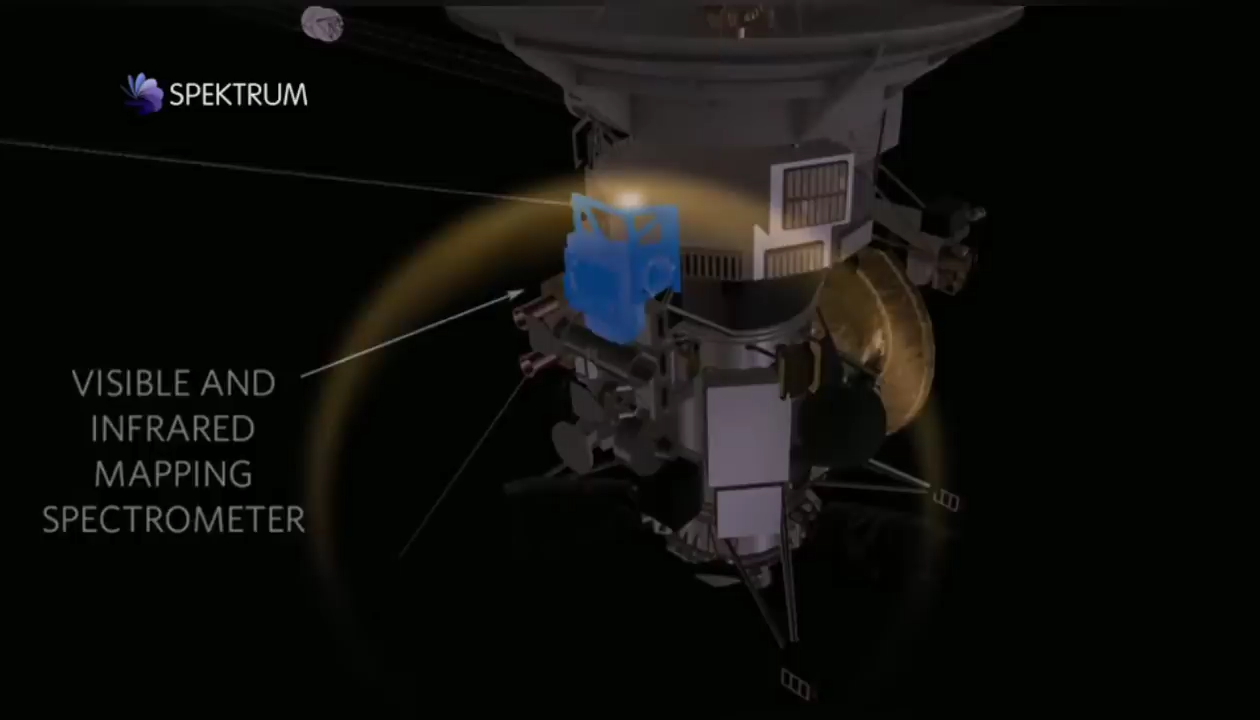 SPEKTRUM
VISIBLE AND
INFRARED
MAPPING
SPECTROMETER